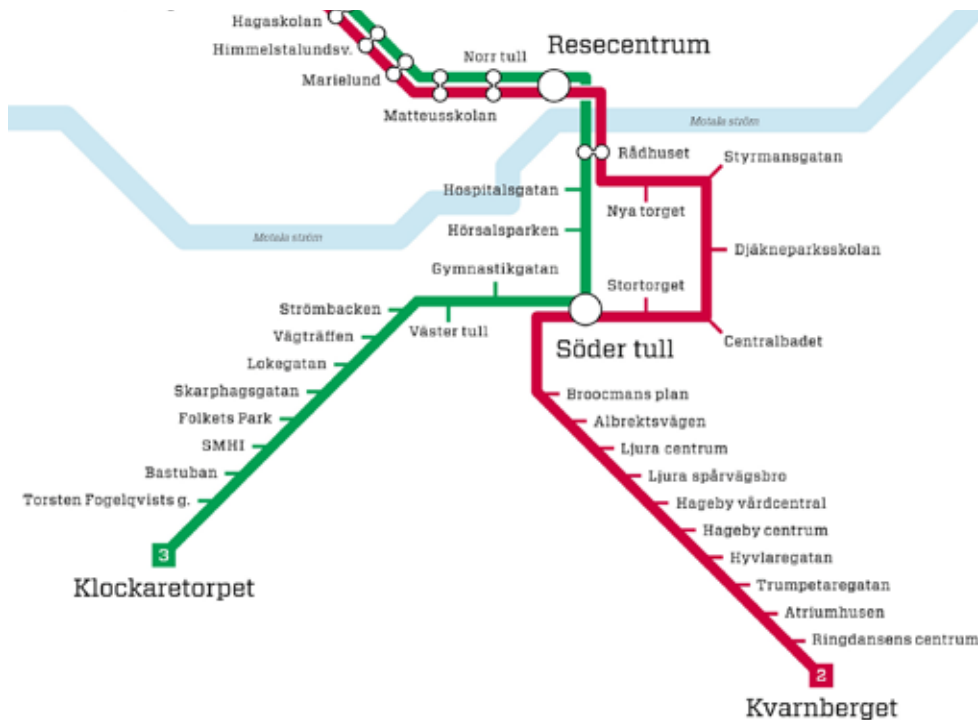 Hagaskolan
Himmelstalundsv.
Marielund
Norr tull
Resecentrum
Matteusskolan
Motala ström
Rådhuset
Styrmansgatan
Hospitalsgatan
Nya torget
Hörsalsparken
Motala ström
Djäkneparksskolan
Gymnastikgatan
Stortorget
Strömbacken
Väster tull
Söder tull
Centralbadet
Vägträffen
Lokegatan
Skarphagsgatan
Folkets Park
SMHI
Bastuban
Torsten Fogelqvists g.
3
Klockaretorpet
Broocmans plan
Albrektsvägen
Ljura centrum
Ljura spårvägsbro
Hageby vårdcentral
Hageby centrum
Hyvlaregatan
Trumpetaregatan
Atriumhusen
Ringdansens centrum
2
Kvarnberget